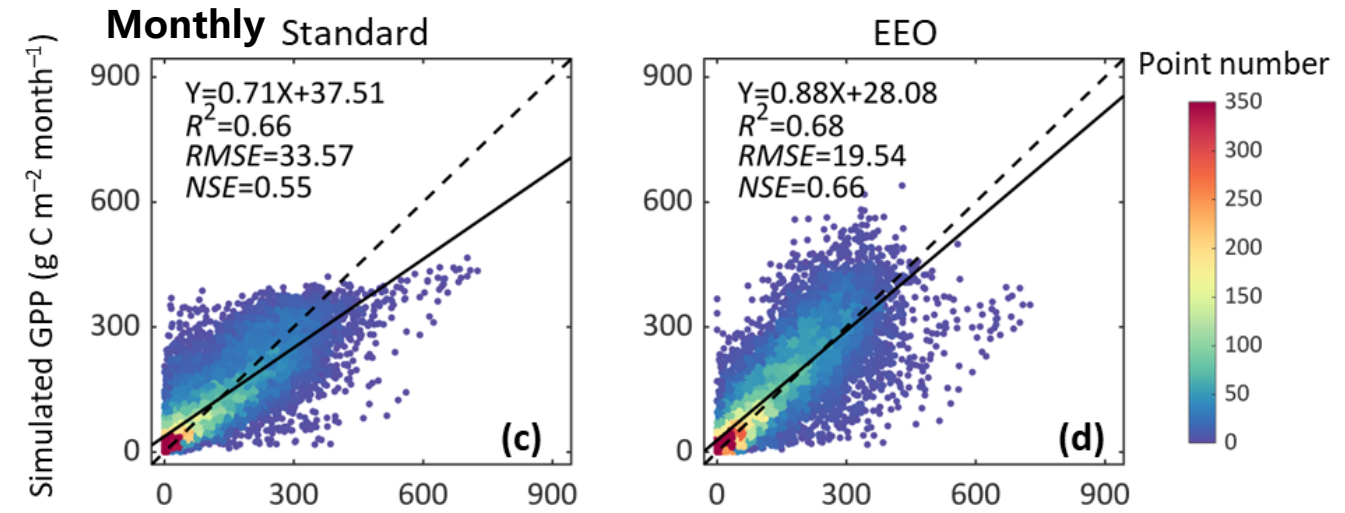 Monthly
Standard
EEO
Simulated GPP (g C m⁻² month⁻¹)
900
600
300
0
Y=0.71X+37.51
R²=0.66
RMSE=33.57
NSE=0.55
(c)
0 300 600 900
900
600
300
0
Y=0.88X+28.08
R²=0.68
RMSE=19.54
NSE=0.66
(d)
0 300 600 900
Point number
350
300
250
200
150
100
50
0